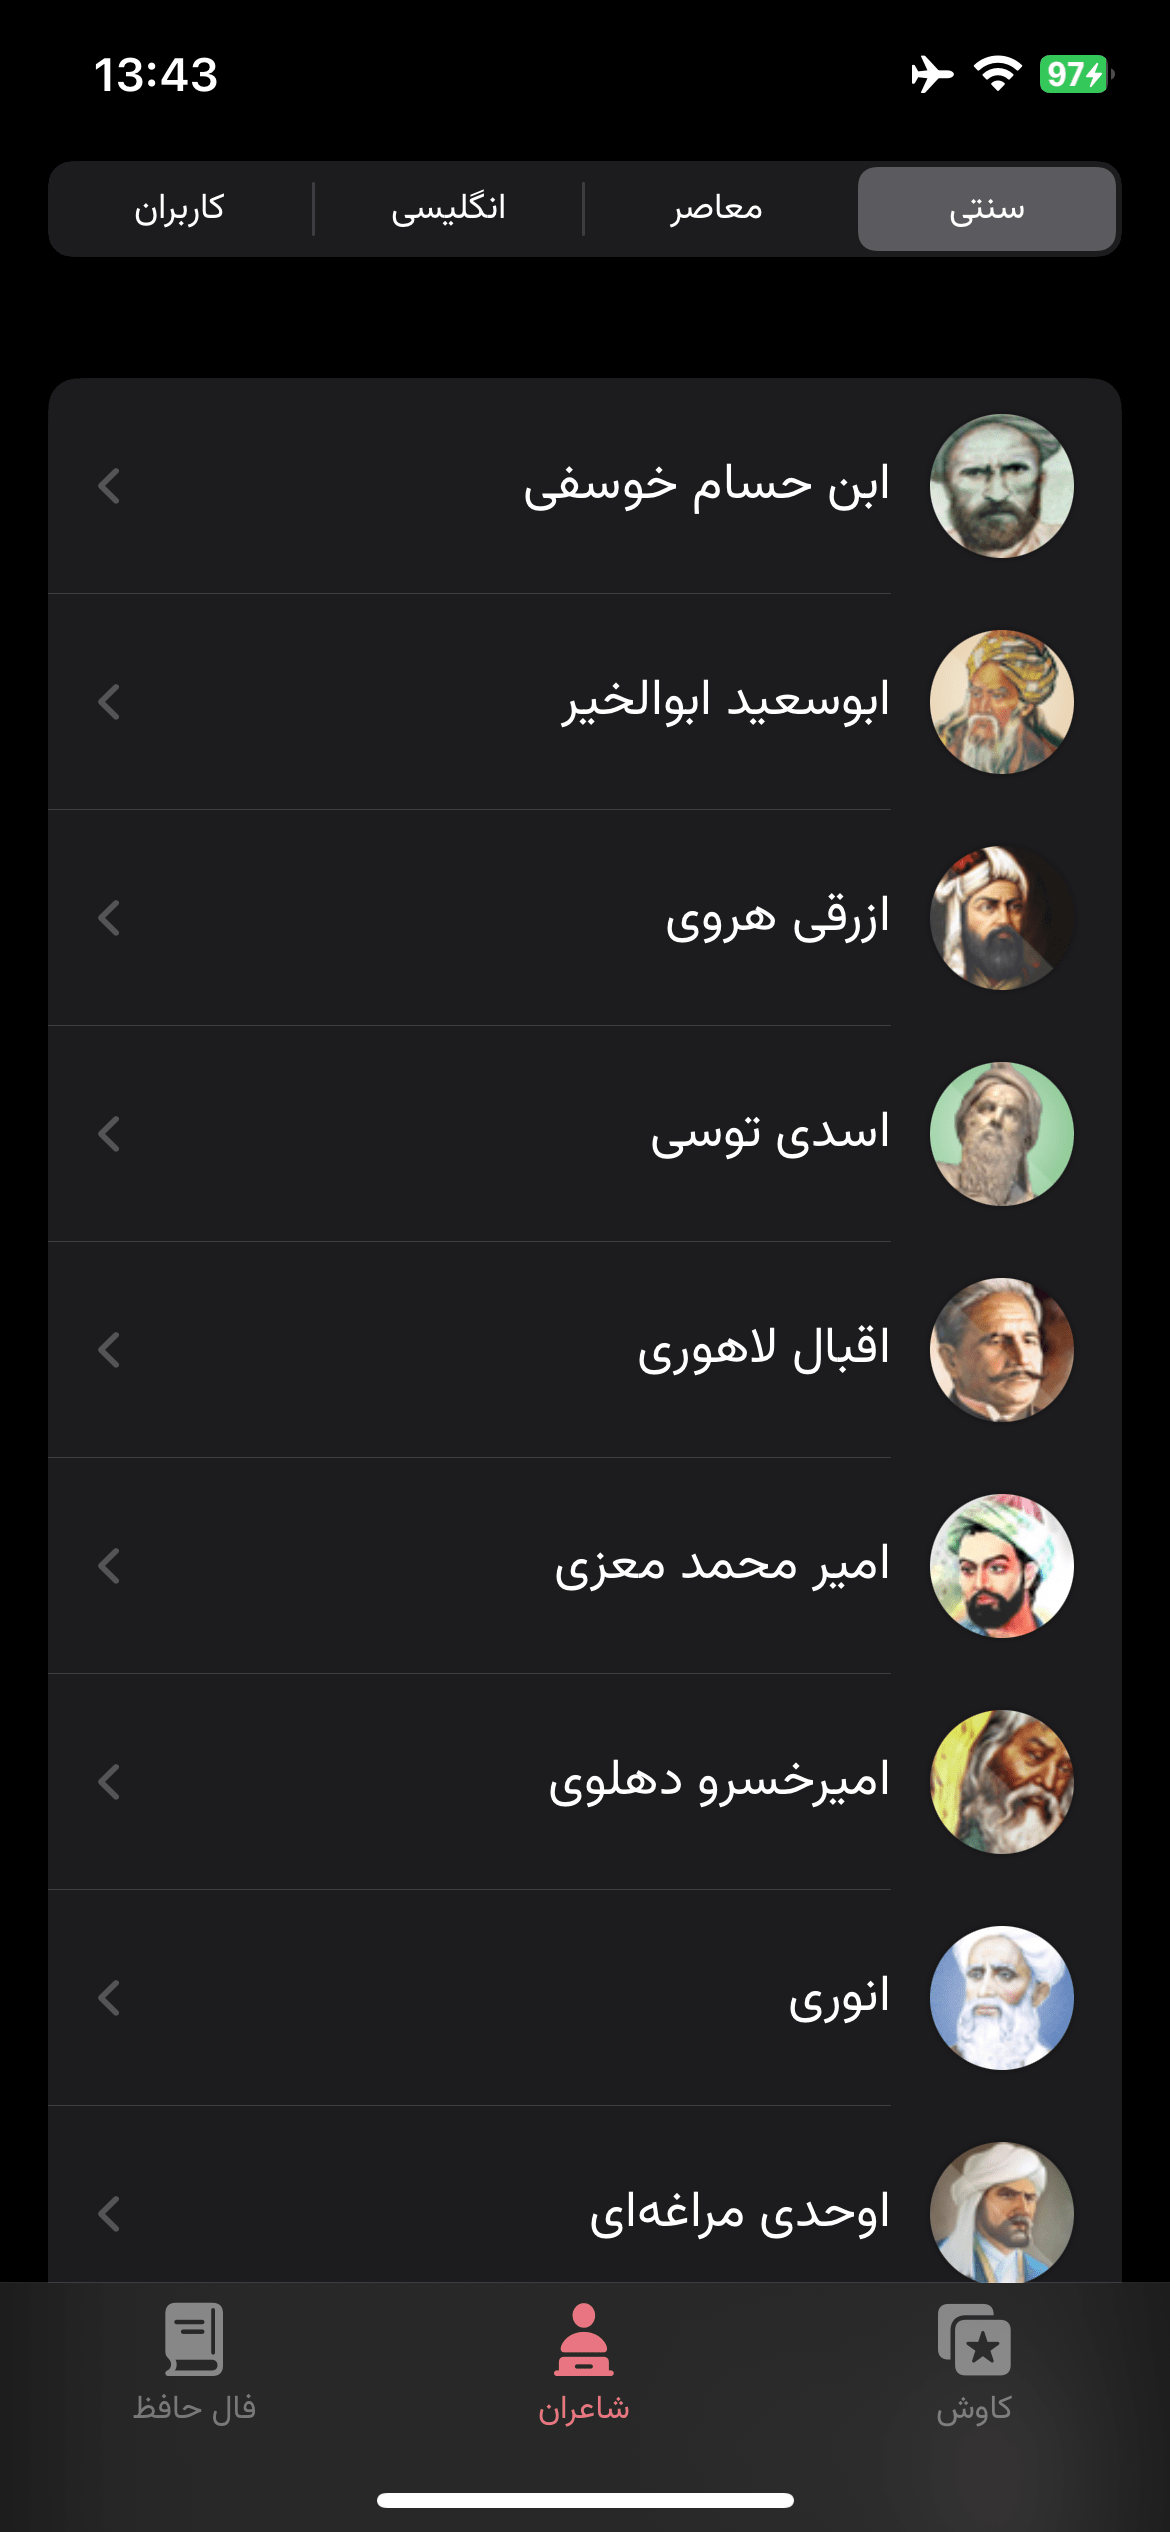 13:43
97
سنتی
معاصر
انگلیسی
کاربران
ابن حسام خوسفی
ابوسعید ابوالخیر
ازرقی هروی
اسدی توسی
اقبال لاهوری
امیر محمد معزی
امیرخسرو دهلوی
انوری
اوحدی مراغه‌ای
کاوش
شاعران
فال حافظ